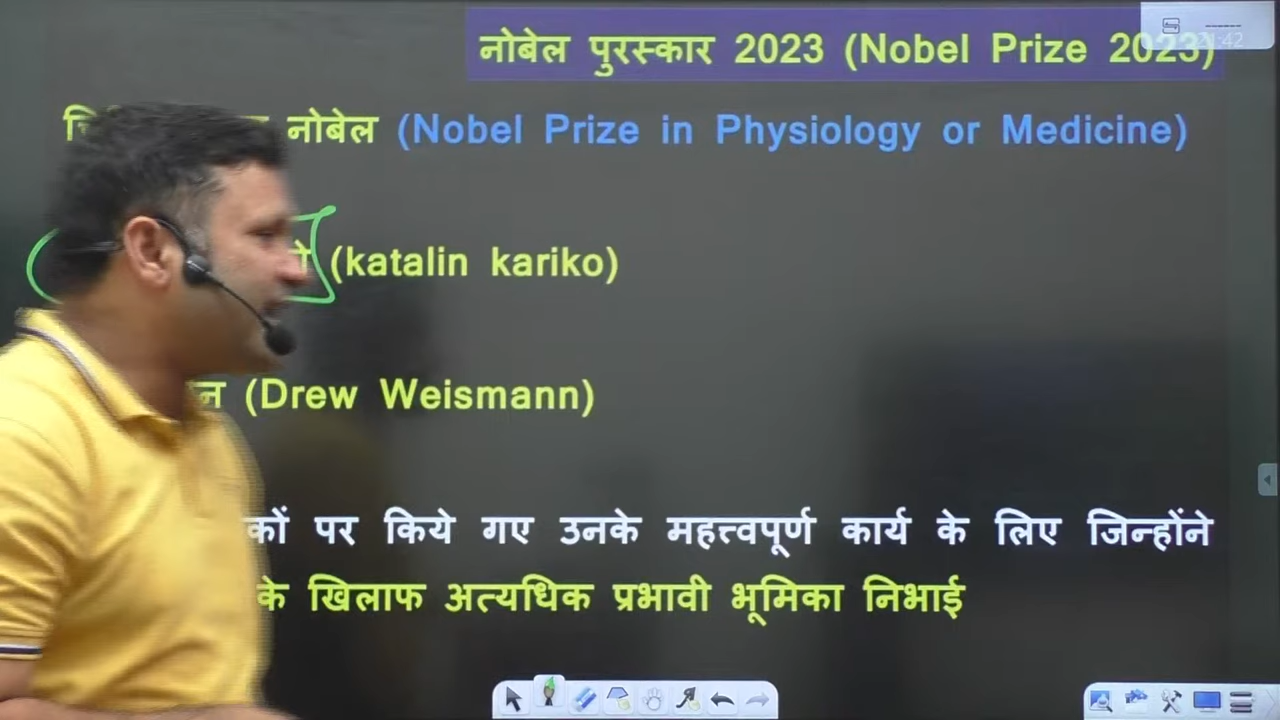 नोबेल पुरस्कार 2023 (Nobel Prize 2023)
नोबेल (Nobel Prize in Physiology or Medicine)
(katalin kariko)
(Drew Weismann)
पर किये गए उनके महत्त्वपूर्ण कार्य के लिए जिन्होंने
के खिलाफ अत्यधिक प्रभावी भूमिका निभाई